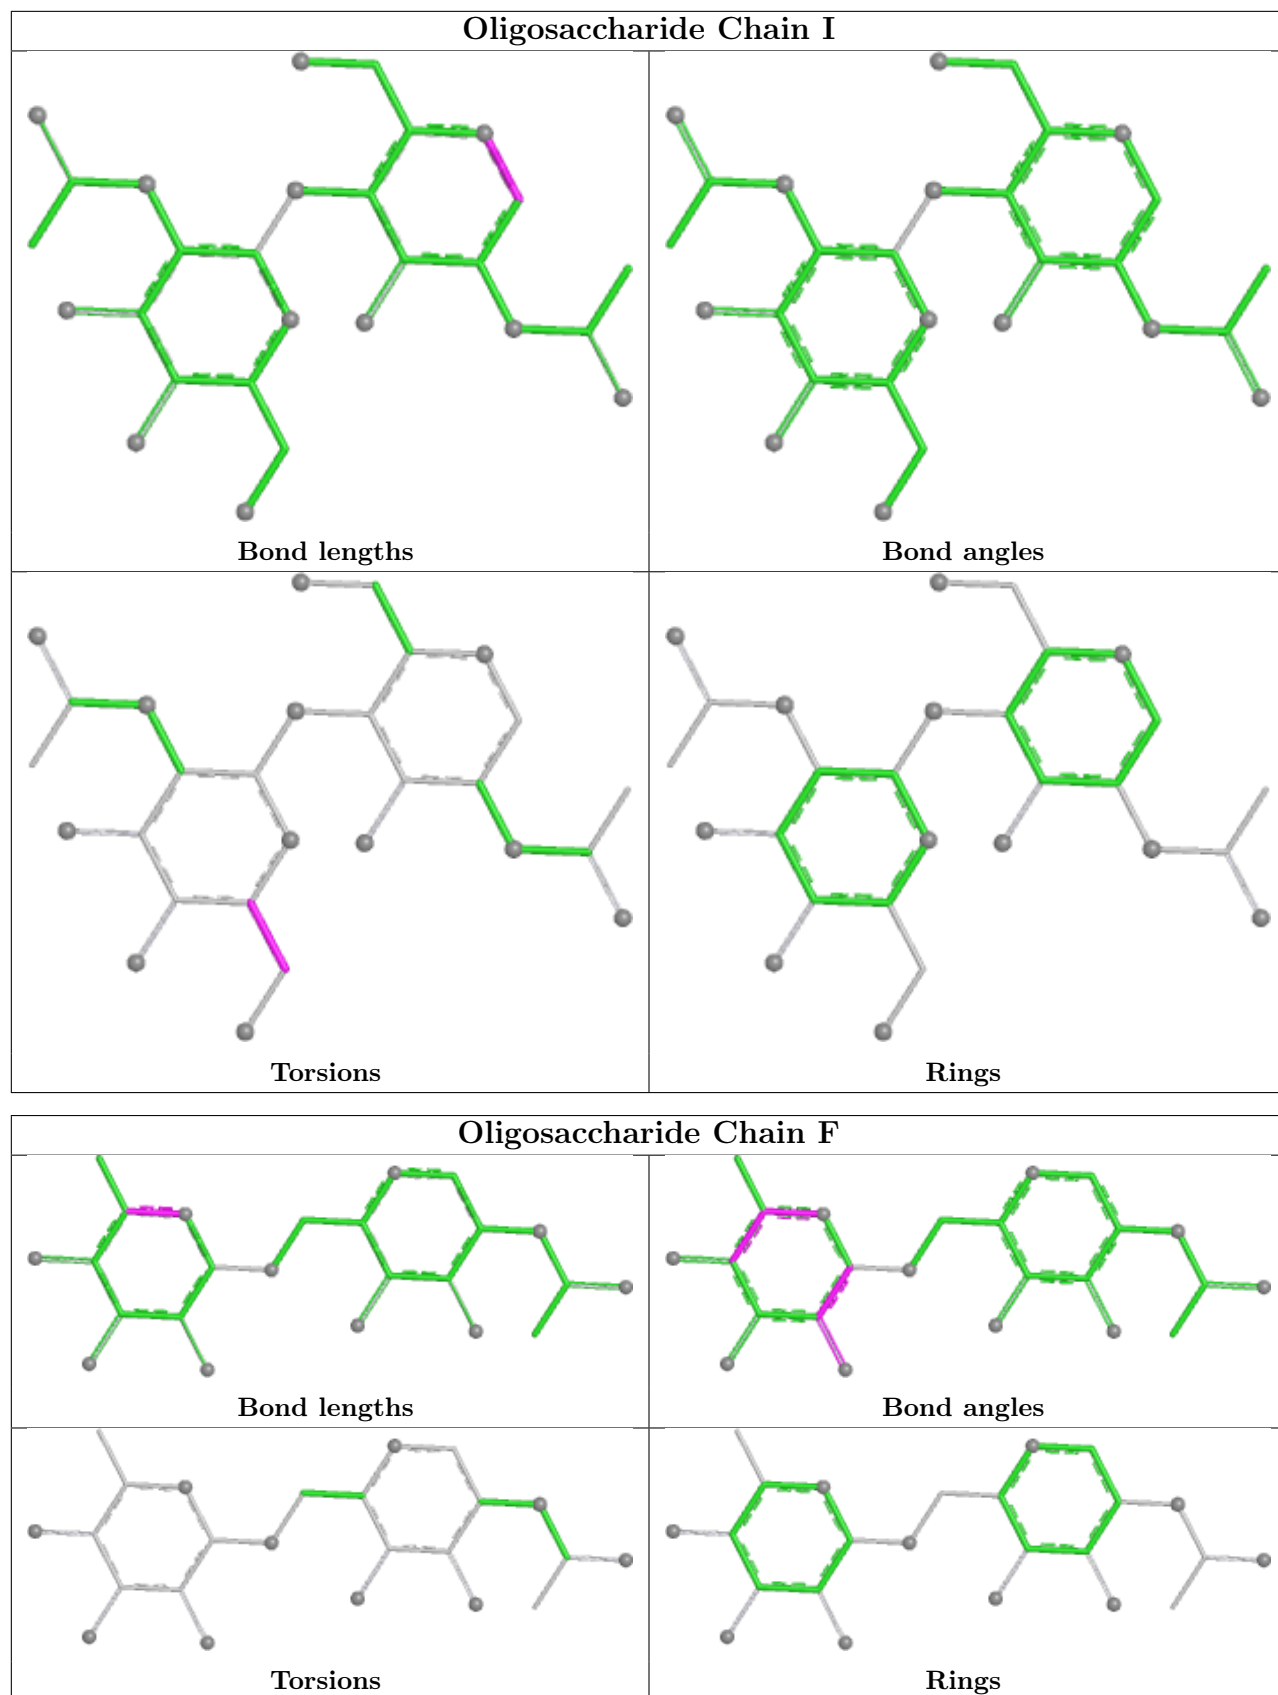 Oligosaccharide Chain I
Bond lengths
Bond angles
Torsions
Rings
Oligosaccharide Chain F
Bond lengths
Bond angles
Torsions
Rings